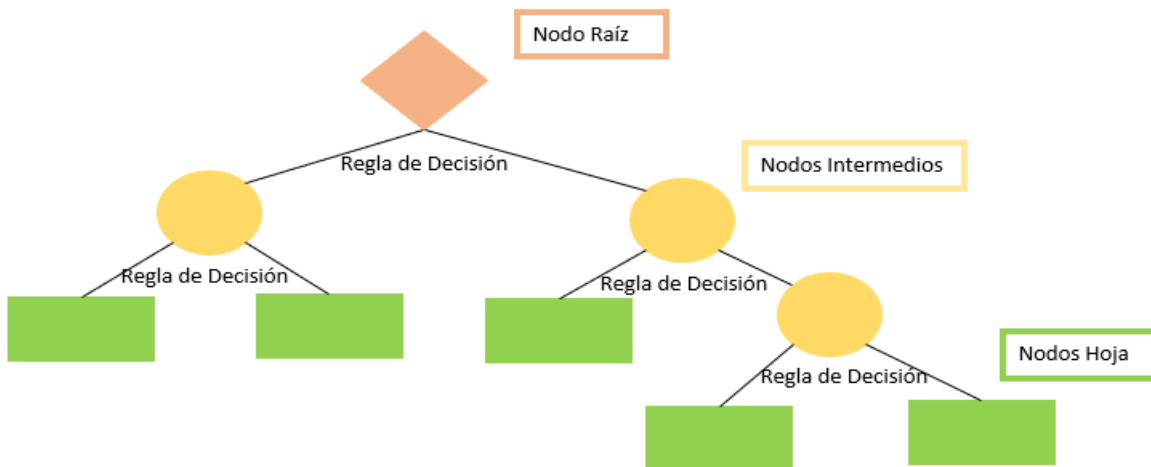 Nodo Raíz
Regla de Decisión
Nodos Intermedios
Regla de Decisión
Regla de Decisión
Nodos Hoja
Regla de Decisión